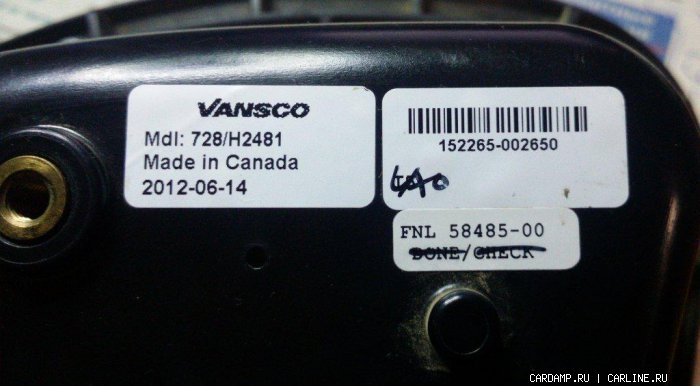 VANSCO
Mdl: 728/H2481
Made in Canada
2012-06-14
152265-002650
FNL 58485-00
DONE/CHECK
CARDAMP.RU | CARLINE.RU